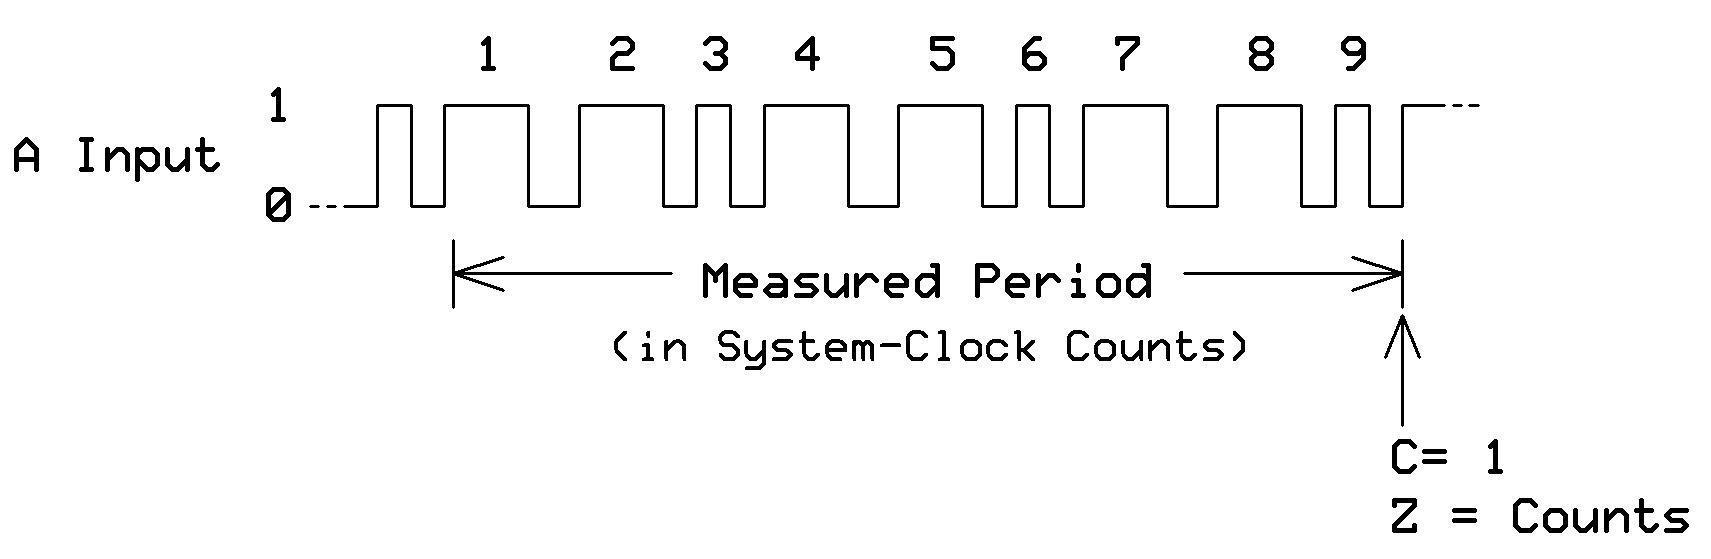 1 2 3 4 5 6 7 8 9
1
A Input
0
Measured Period
(in System-Clock Counts)
C= 1
Z = Counts